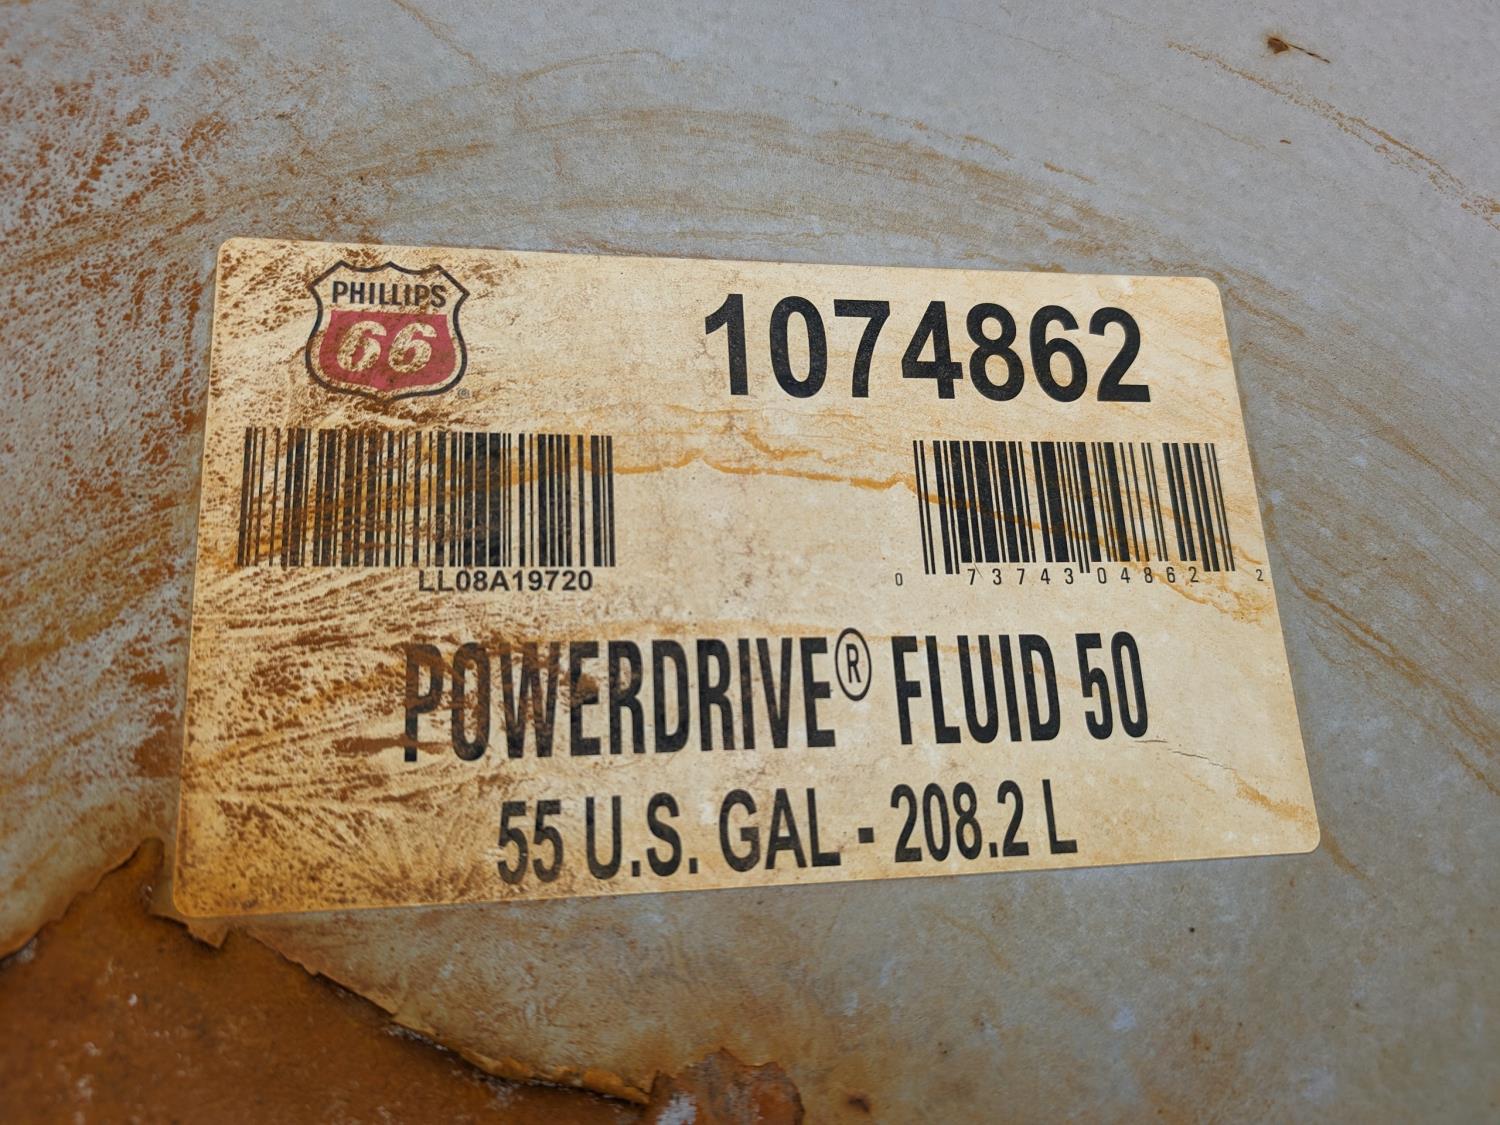 PHILLIPS
66®
1074862
LL08A19720
0 73743 04862 2
POWERDRIVE® FLUID 50
55 U.S. GAL - 208.2 L